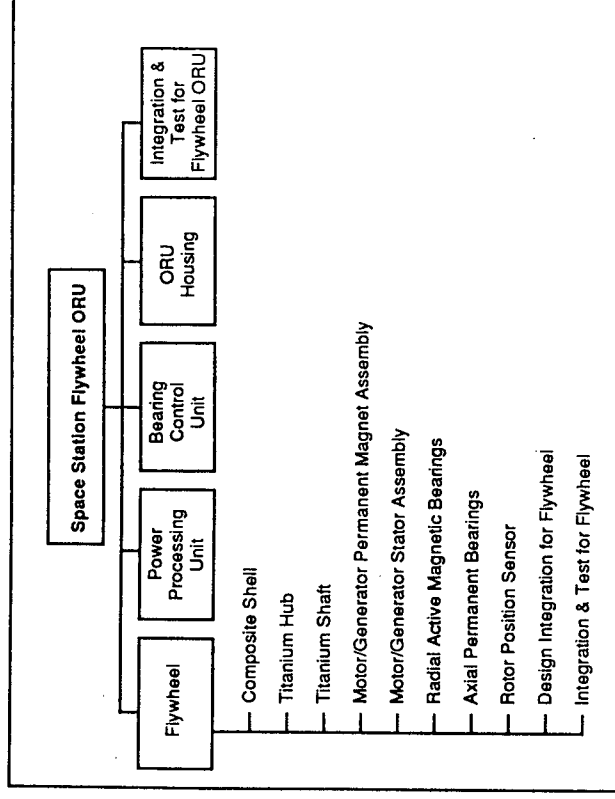 Space Station Flywheel ORU
Flywheel
Power
Processing
Unit
Bearing
Control
Unit
ORU
Housing
Integration &
Test for
Flywheel ORU
Composite Shell
Titanium Hub
Titanium Shaft
Motor/Generator Permanent Magnet Assembly
Motor/Generator Stator Assembly
Radial Active Magnetic Bearings
Axial Permanent Bearings
Rotor Position Sensor
Design Integration for Flywheel
Integration & Test for Flywheel